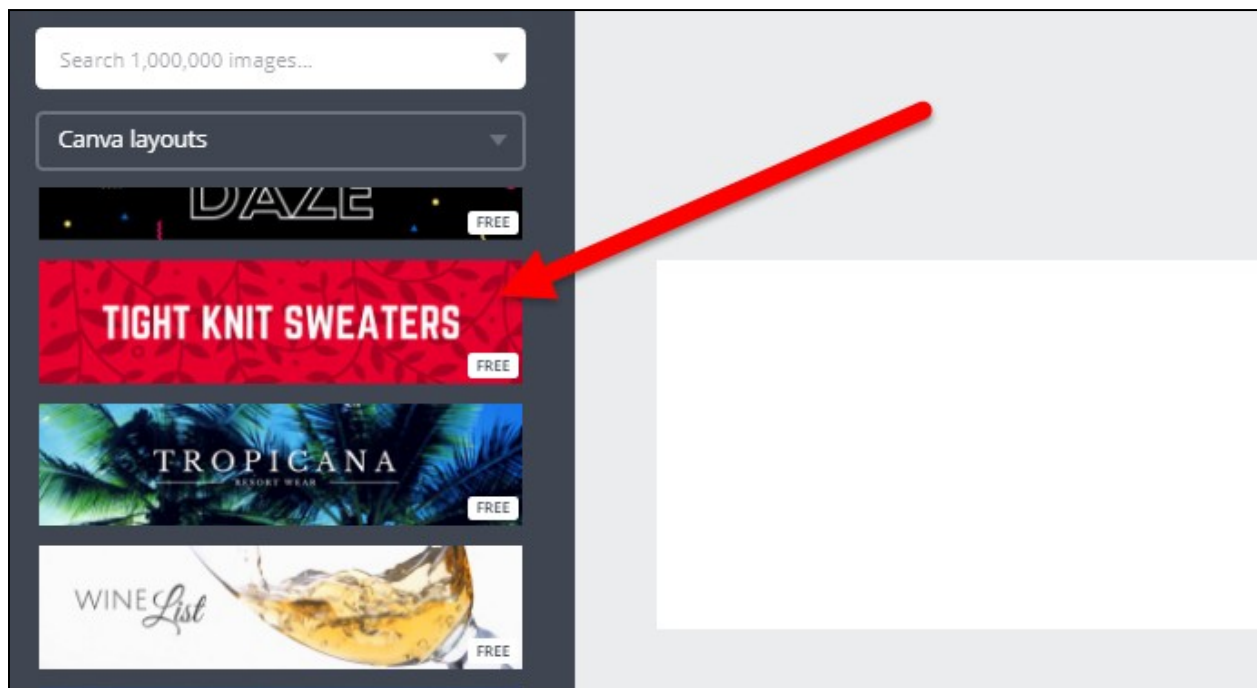 Search 1,000,000 images...
Canva layouts
DAZE
FREE
TIGHT KNIT SWEATERS
FREE
TROPICANA
RESORT WEAR
FREE
WINE List
FREE